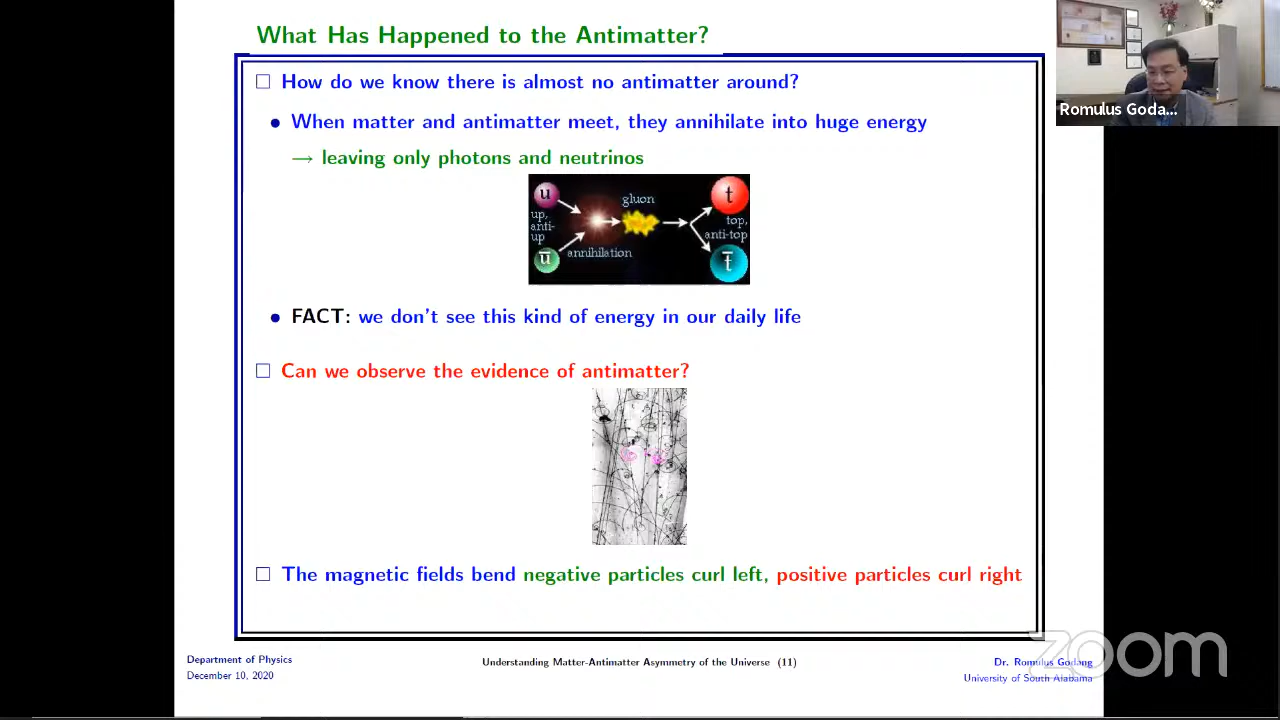 What Has Happened to the Antimatter?
How do we know there is almost no antimatter around?
• When matter and antimatter meet, they annihilate into huge energy
→ leaving only photons and neutrinos
u
up,
anti-
up
ū
annihilation
gluon
t
top,
anti-top
t̄
• FACT: we don't see this kind of energy in our daily life
Can we observe the evidence of antimatter?
The magnetic fields bend negative particles curl left, positive particles curl right
Department of Physics
December 10, 2020
Understanding Matter-Antimatter Asymmetry of the Universe (11)
Dr. Romulus Godang
University of South Alabama
Romulus Goda...
zoom